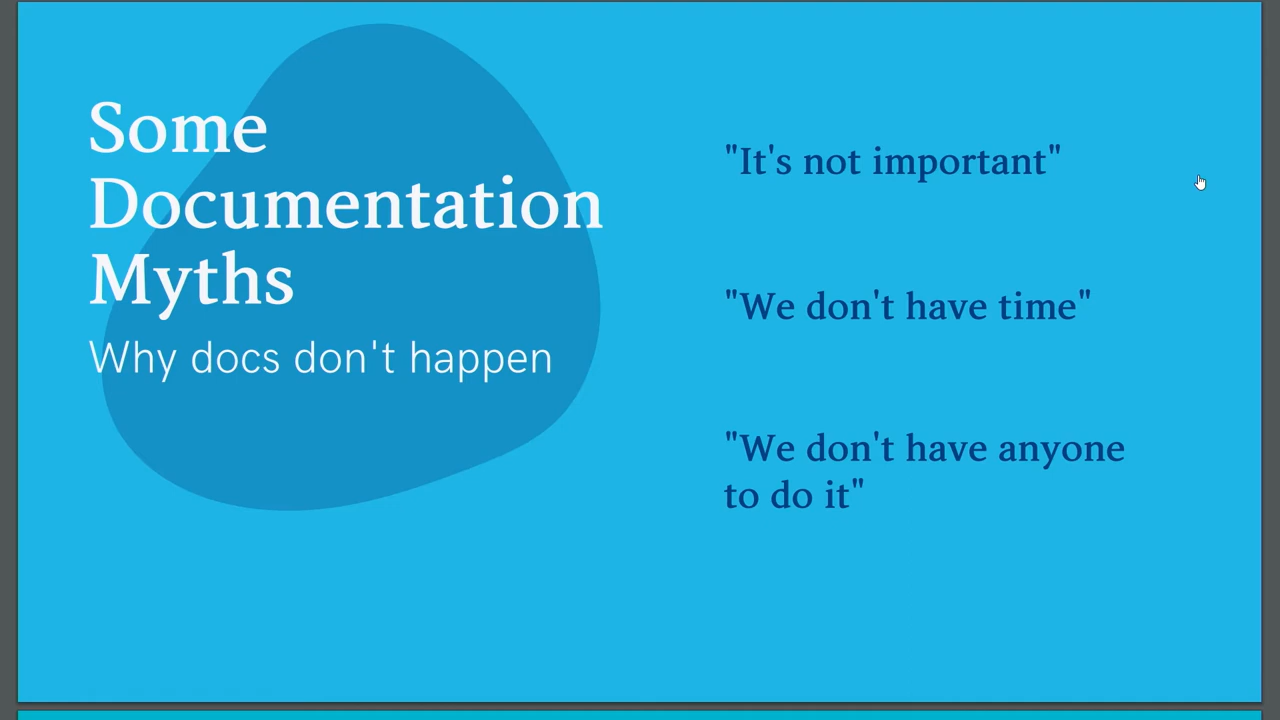 Some
Documentation
Myths
Why docs don't happen
"It's not important"
"We don't have time"
"We don't have anyone
to do it"